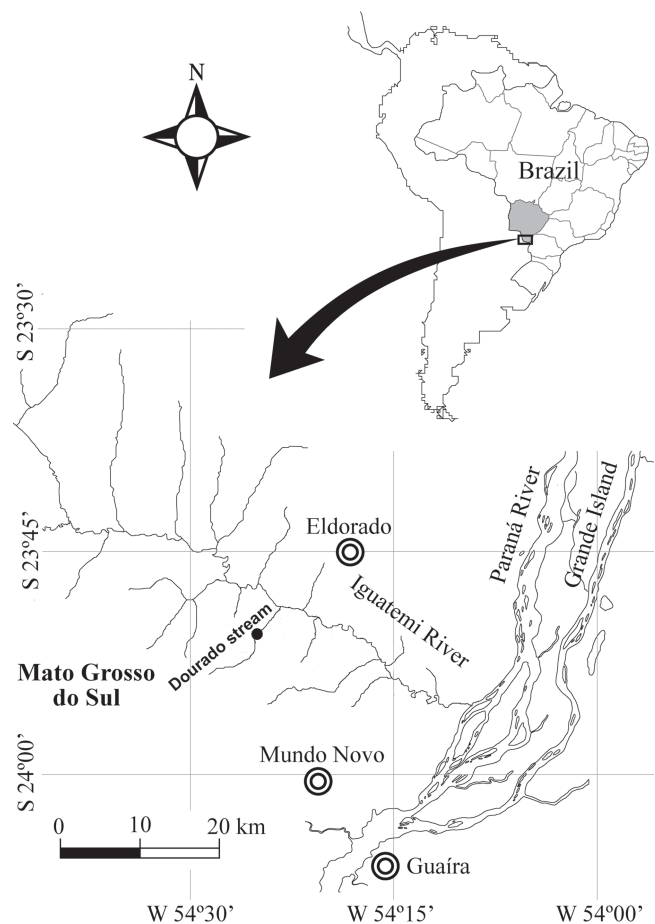 N
Brazil
S 23º30’
Paraná River
Grande Island
Eldorado
S 23º45’
Iguatemi River
Dourado stream
Mato Grosso
do Sul
Mundo Novo
S 24º00’
0 10 20 km
Guaíra
W 54º30’ W 54º15’ W 54º00’